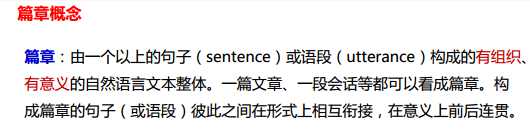 篇章概念
篇章：由一个以上的句子（sentence）或语段（utterance）构成的有组织、
有意义的自然语言文本整体。一篇文章、一段会话等都可以看成篇章。构
成篇章的句子（或语段）彼此之间在形式上相互衔接，在意义上前后连贯。